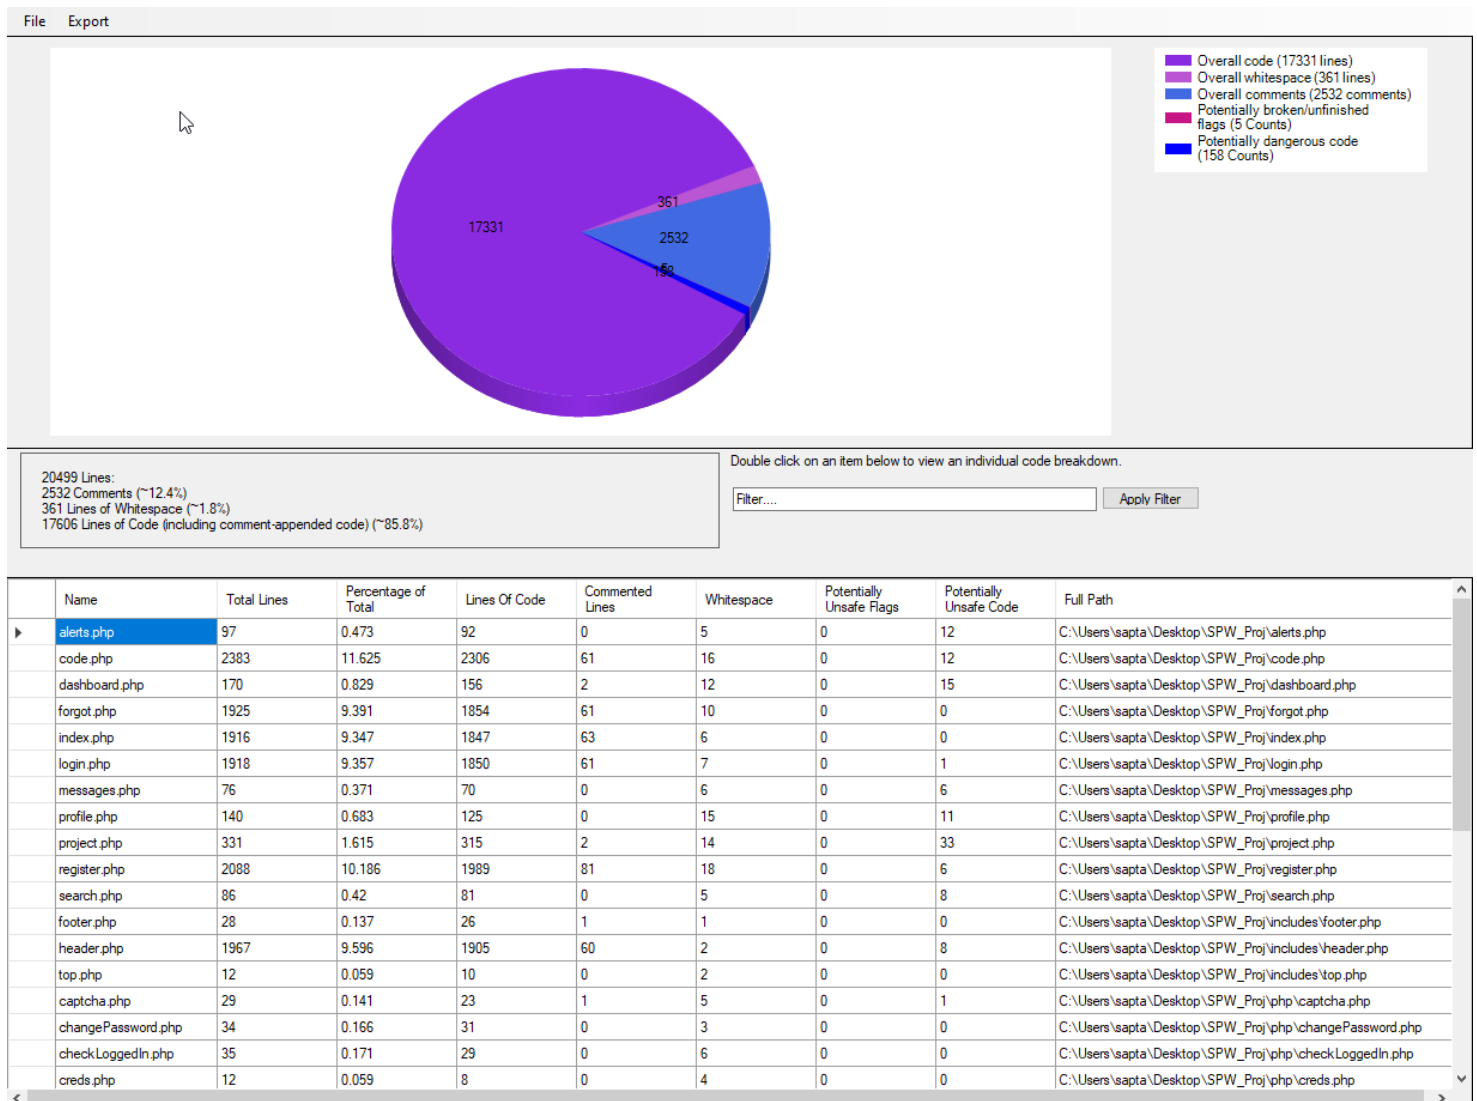 File Export
Overall code (17331 lines)
Overall whitespace (361 lines)
Overall comments (2532 comments)
Potentially broken/unfinished
flags (5 Counts)
Potentially dangerous code
(158 Counts)
361
17331
2532
5
158
20499 Lines:
2532 Comments (~12.4%)
361 Lines of Whitespace (~1.8%)
17606 Lines of Code (including comment-appended code) (~85.8%)
Double click on an item below to view an individual code breakdown.
Filter.... Apply Filter
Name Total Lines Percentage of Total Lines Of Code Commented Lines Whitespace Potentially Unsafe Flags Potentially Unsafe Code Full Path
alerts.php 97 0.473 92 0 5 0 12 C:\Users\sapta\Desktop\SPW_Proj\alerts.php
code.php 2383 11.625 2306 61 16 0 12 C:\Users\sapta\Desktop\SPW_Proj\code.php
dashboard.php 170 0.829 156 2 12 0 15 C:\Users\sapta\Desktop\SPW_Proj\dashboard.php
forgot.php 1925 9.391 1854 61 10 0 0 C:\Users\sapta\Desktop\SPW_Proj\forgot.php
index.php 1916 9.347 1847 63 6 0 0 C:\Users\sapta\Desktop\SPW_Proj\index.php
login.php 1918 9.357 1850 61 7 0 1 C:\Users\sapta\Desktop\SPW_Proj\login.php
messages.php 76 0.371 70 0 6 0 6 C:\Users\sapta\Desktop\SPW_Proj\messages.php
profile.php 140 0.683 125 0 15 0 11 C:\Users\sapta\Desktop\SPW_Proj\profile.php
project.php 331 1.615 315 2 14 0 33 C:\Users\sapta\Desktop\SPW_Proj\project.php
register.php 2088 10.186 1989 81 18 0 6 C:\Users\sapta\Desktop\SPW_Proj\register.php
search.php 86 0.42 81 0 5 0 8 C:\Users\sapta\Desktop\SPW_Proj\search.php
footer.php 28 0.137 26 1 1 0 0 C:\Users\sapta\Desktop\SPW_Proj\includes\footer.php
header.php 1967 9.596 1905 60 2 0 8 C:\Users\sapta\Desktop\SPW_Proj\includes\header.php
top.php 12 0.059 10 0 2 0 0 C:\Users\sapta\Desktop\SPW_Proj\includes\top.php
captcha.php 29 0.141 23 1 5 0 1 C:\Users\sapta\Desktop\SPW_Proj\php\captcha.php
changePassword.php 34 0.166 31 0 3 0 0 C:\Users\sapta\Desktop\SPW_Proj\php\changePassword.php
checkLoggedIn.php 35 0.171 29 0 6 0 0 C:\Users\sapta\Desktop\SPW_Proj\php\checkLoggedIn.php
creds.php 12 0.059 8 0 4 0 0 C:\Users\sapta\Desktop\SPW_Proj\php\creds.php